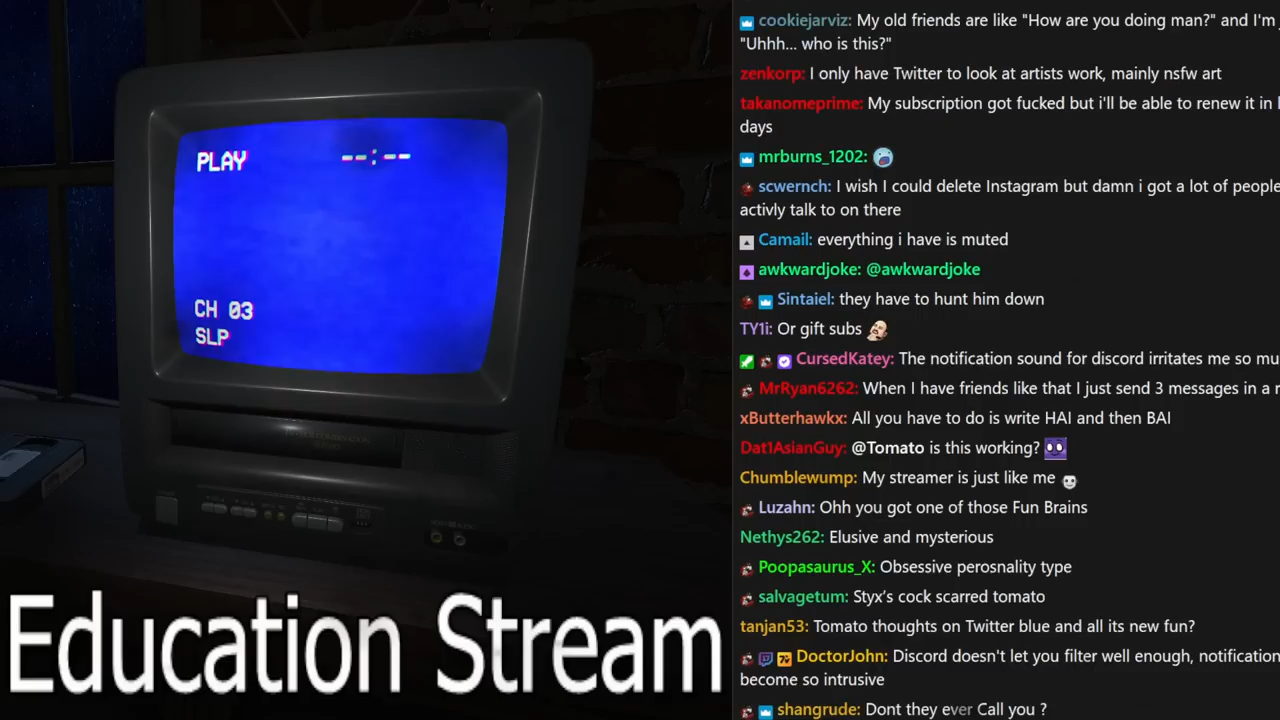 PLAY --:--
CH 03
SLP
Education Stream
cookiejarviz: My old friends are like "How are you doing man?" and I'm
"Uhhh... who is this?"
zenkorp: I only have Twitter to look at artists work, mainly nsfw art
takanomeprime: My subscription got fucked but i'll be able to renew it in
days
mrburns_1202:
scwernch: I wish I could delete Instagram but damn i got a lot of people
activly talk to on there
Camail: everything i have is muted
awkwardjoke: @awkwardjoke
Sintaiel: they have to hunt him down
TY1i: Or gift subs
CursedKatey: The notification sound for discord irritates me so mu
MrRyan6262: When I have friends like that I just send 3 messages in a
xButterhawkx: All you have to do is write HAI and then BAI
Dat1AsianGuy: @Tomato is this working?
Chumblewump: My streamer is just like me
Luzahn: Ohh you got one of those Fun Brains
Nethys262: Elusive and mysterious
Poopasaurus_X: Obsessive perosnality type
salvagetum: Styx's cock scarred tomato
tanjan53: Tomato thoughts on Twitter blue and all its new fun?
DoctorJohn: Discord doesn't let you filter well enough, notification
become so intrusive
shangrude: Dont they ever Call you ?